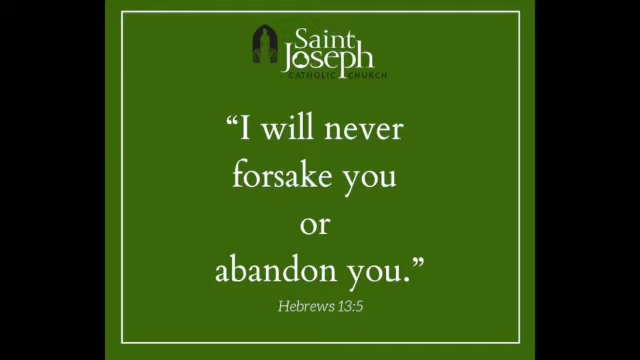 Saint
Joseph
CATHOLIC CHURCH
“I will never
forsake you
or
abandon you.”
Hebrews 13:5